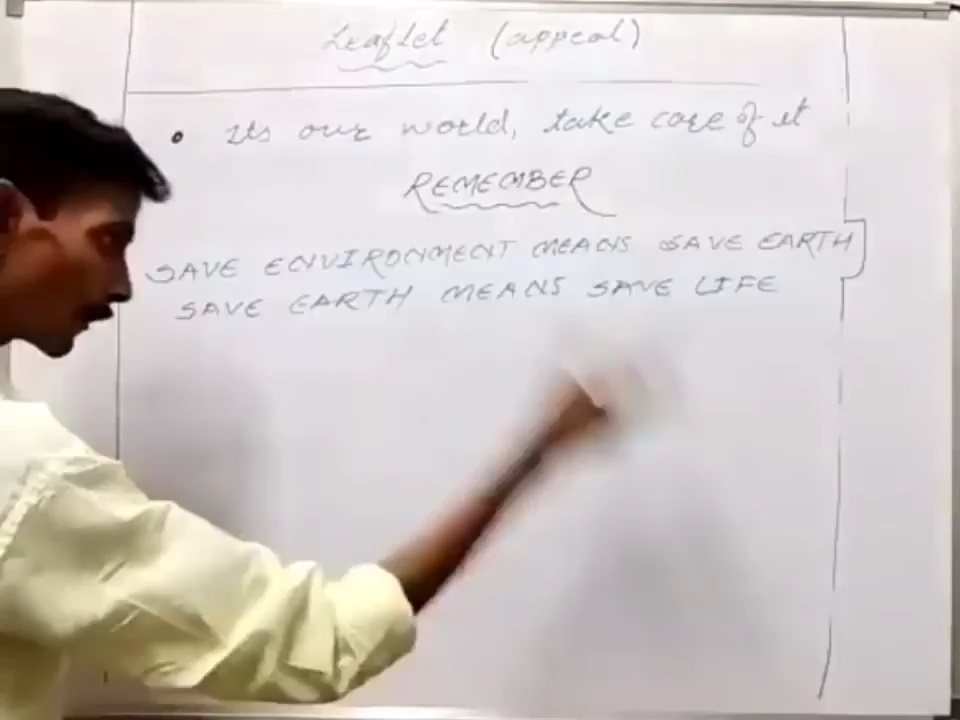 Leaflet (appeal)
• Its our world, take care of it
REMEMBER
SAVE ENVIRONMENT MEANS SAVE EARTH
SAVE EARTH MEANS SAVE LIFE